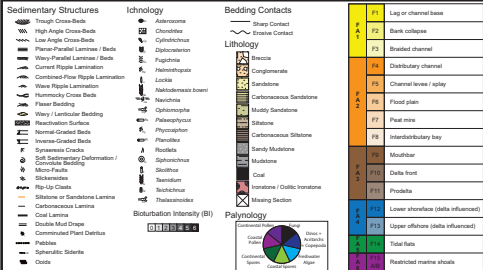 Sedimentary Structures
Trough Cross-Beds
High Angle Cross-Beds
Low Angle Cross-Beds
Planar-Parallel Laminae / Beds
Wavy-Parallel Laminae / Beds
Current Ripple Lamination
Combined-Flow Ripple Lamination
Wave Ripple Lamination
Hummocky Cross Beds
Flaser Bedding
Wavy / Lenticular Bedding
Reactivation Surface
Normal-Graded Beds
Inverse-Graded Beds
Synaeresis Cracks
Soft Sedimentary Deformation /
Convolute Bedding
Micro-Faults
Slickensides
Rip-Up Clasts
Siltstone or Sandstone Lamina
Carbonaceous Lamina
Coal Lamina
Double Mud Drape
Comminuted Plant Detritus
Pebbles
Spherulitic Siderite
Ooids
Ichnology
Asterosoma
Chondrites
Cylindrichnus
Diplocraterion
Fugichnia
Helminthopsis
Lockia
Naktodemasis bowni
Navichnia
Ophiomorpha
Palaeophycus
Phycosiphon
Planolites
Rootlets
Siphonichnus
Skolithos
Taenidium
Teichichnus
Thalassinoides
Bioturbation Intensity (BI)
0 1 2 3 4 5 6
Bedding Contacts
Sharp Contact
Erosive Contact
Lithology
Breccia
Conglomerate
Sandstone
Carbonaceous Sandstone
Muddy Sandstone
Siltstone
Carbonaceous Siltstone
Sandy Mudstone
Mudstone
Coal
Ironstone / Oolitic Ironstone
Missing Section
Palynology
Continental Pollen
Fungi
Coastal
Pollen
Dinos +
Acritarchs
+ Copepoda
Continental
Spores
Freshwater
Algae
Coastal Spores
FA1
F1 Lag or channel base
F2 Bank collapse
F3 Braided channel
FA2
F4 Distributary channel
F5 Channel levee / splay
F6 Flood plain
F7 Peat mire
F8 Interdistributary bay
FA3
F9 Mouthbar
F10 Delta front
F11 Prodelta
FA4
F12 Lower shoreface (delta influenced)
F13 Upper offshore (delta influenced)
FA5
F14 Tidal flats
F15 Restricted marine shoals